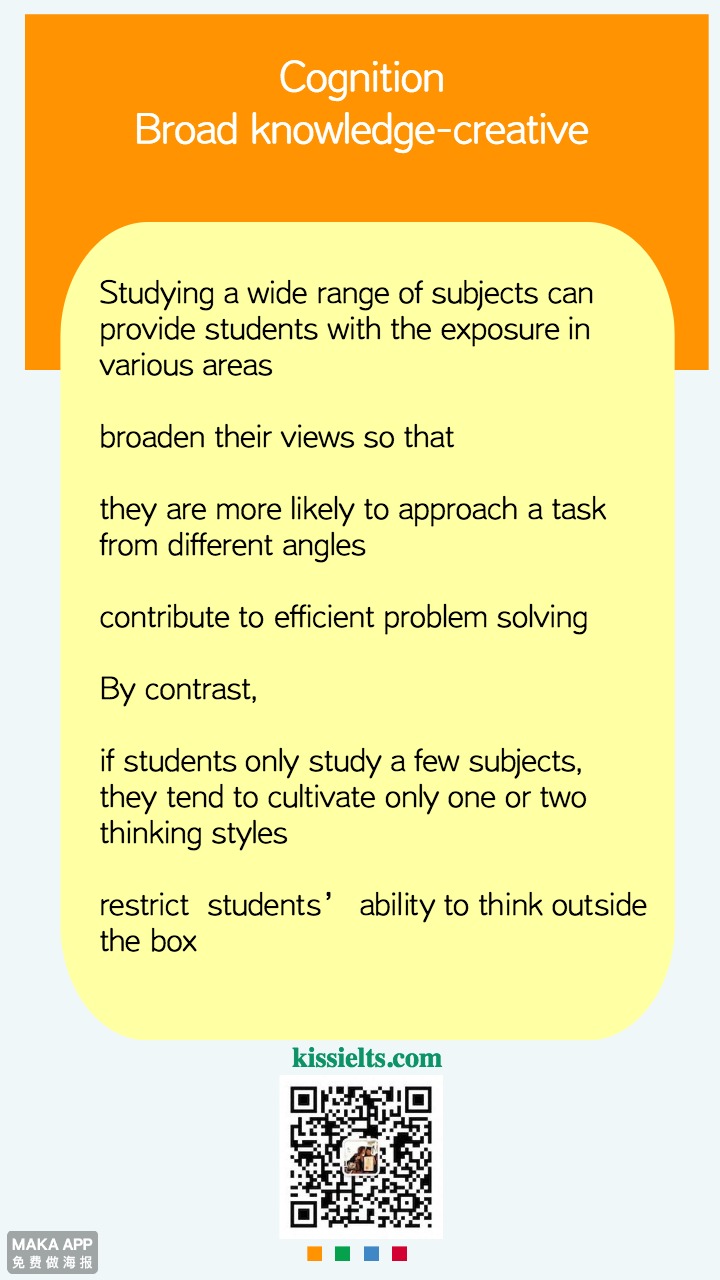 Cognition
Broad knowledge-creative
Studying a wide range of subjects can
provide students with the exposure in
various areas
broaden their views so that
they are more likely to approach a task
from different angles
contribute to efficient problem solving
By contrast,
if students only study a few subjects,
they tend to cultivate only one or two
thinking styles
restrict students’ ability to think outside
the box
kissielts.com
MAKA APP
免费做海报